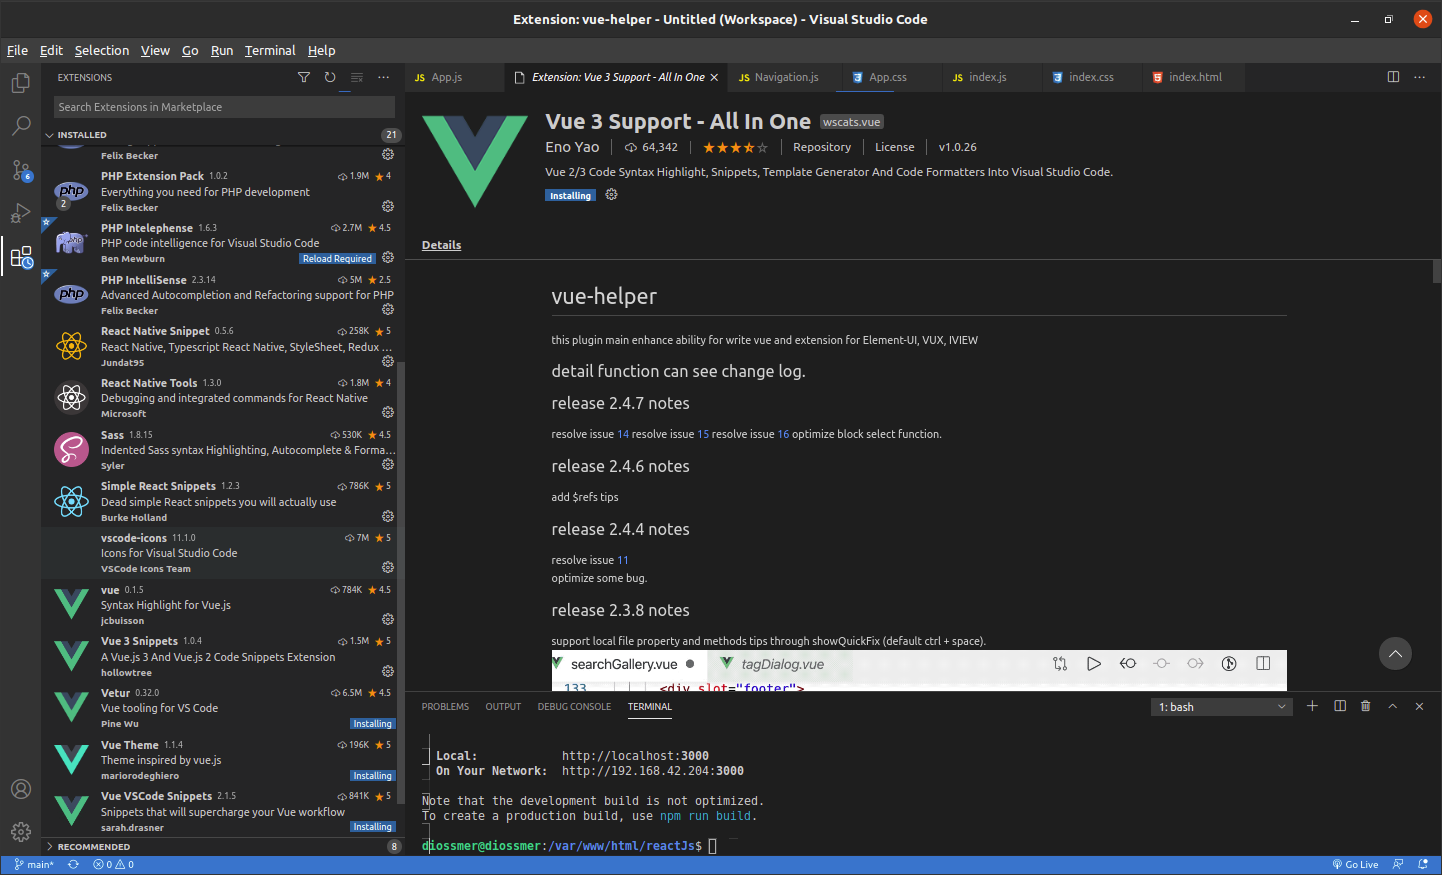 Extension: vue-helper - Untitled (Workspace) - Visual Studio Code
File Edit Selection View Go Run Terminal Help
EXTENSIONS
Search Extensions in Marketplace
INSTALLED 21
Felix Becker
PHP Extension Pack 1.0.2 1.9M ★ 4
Everything you need for PHP development
Felix Becker
php
2
PHP Intelephense 1.6.3 2.7M ★ 4.5
PHP code intelligence for Visual Studio Code
Ben Mewburn Reload Required
PHP IntelliSense 2.3.14 5M ★ 2.5
Advanced Autocompletion and Refactoring support for PHP
Felix Becker
php
React Native Snippet 0.5.6 258K ★ 5
React Native, Typescript React Native, StyleSheet, Redux ...
Jundat95
React Native Tools 1.3.0 1.8M ★ 4
Debugging and integrated commands for React Native
Microsoft
Sass 1.8.15 530K ★ 4.5
Indented Sass syntax Highlighting, Autocomplete & Forma...
Syler
Simple React Snippets 1.2.3 786K ★ 5
Dead simple React snippets you will actually use
Burke Holland
vscode-icons 11.1.0 7M ★ 5
Icons for Visual Studio Code
VSCode Icons Team
vue 0.1.5 784K ★ 4.5
Syntax Highlight for Vue.js
jcbuisson
Vue 3 Snippets 1.0.4 1.5M ★ 5
A Vue.js 3 And Vue.js 2 Code Snippets Extension
hollowtree
Vetur 0.32.0 6.5M ★ 4.5
Vue tooling for VS Code
Pine Wu Installing
Vue Theme 1.1.4 196K ★ 5
Theme inspired by vue.js
mariorodeghiero Installing
Vue VSCode Snippets 2.1.5 841K ★ 5
Snippets that will supercharge your Vue workflow
sarah.drasner Installing
RECOMMENDED 8
6
JS App.js Extension: Vue 3 Support - All In One JS Navigation.js App.css JS index.js index.css index.html
Vue 3 Support - All In One wscats.vue
Eno Yao 64,342 Repository License v1.0.26
Vue 2/3 Code Syntax Highlight, Snippets, Template Generator And Code Formatters Into Visual Studio Code.
Installing
Details
vue-helper
this plugin main enhance ability for write vue and extension for Element-UI, VUX, IVIEW
detail function can see change log.
release 2.4.7 notes
resolve issue 14 resolve issue 15 resolve issue 16 optimize block select function.
release 2.4.6 notes
add $refs tips
release 2.4.4 notes
resolve issue 11
optimize some bug.
release 2.3.8 notes
support local file property and methods tips through showQuickFix (default ctrl + space).
searchGallery.vue tagDialog.vue
133 <div slot="footer">
PROBLEMS OUTPUT DEBUG CONSOLE TERMINAL 1: bash
Local: http://localhost:3000
On Your Network: http://192.168.42.204:3000
Note that the development build is not optimized.
To create a production build, use npm run build.
diossmer@diossmer:/var/www/html/reactJs$
main* 0 0 Go Live